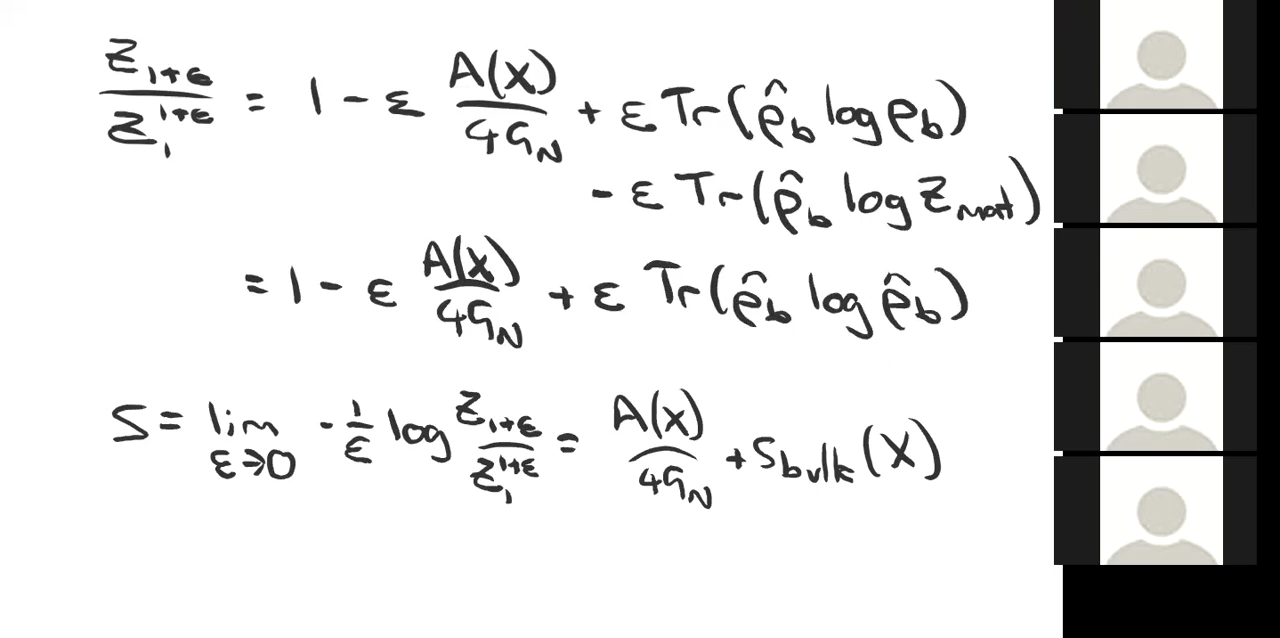 Z_{1+ε}/Z_1^{1+ε} = 1 - ε A(X)/4G_N + ε Tr(ρ̂_b log ρ_b)
- ε Tr(ρ̂_b log Z_mat)
= 1 - ε A(X)/4G_N + ε Tr(ρ̂_b log ρ̂_b)
S = lim_{ε→0} -1/ε log Z_{1+ε}/Z_1^{1+ε} = A(X)/4G_N + S_bulk(X)